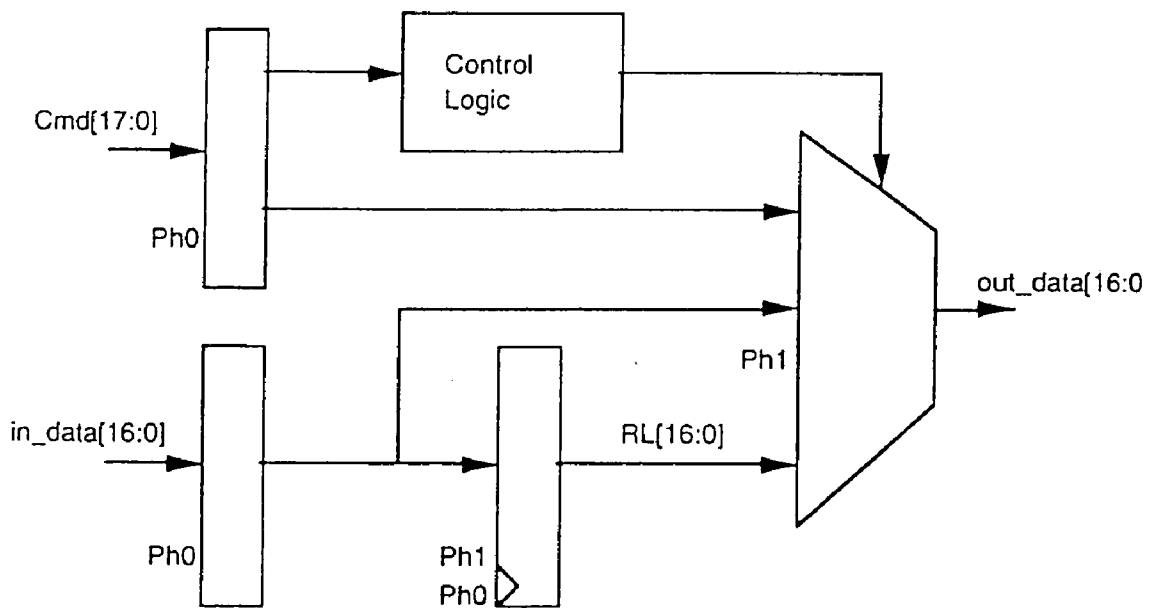 Control
Logic
Cmd[17:0]
Ph0
out_data[16:0
Ph1
in_data[16:0]
RL[16:0]
Ph0
Ph1
Ph0